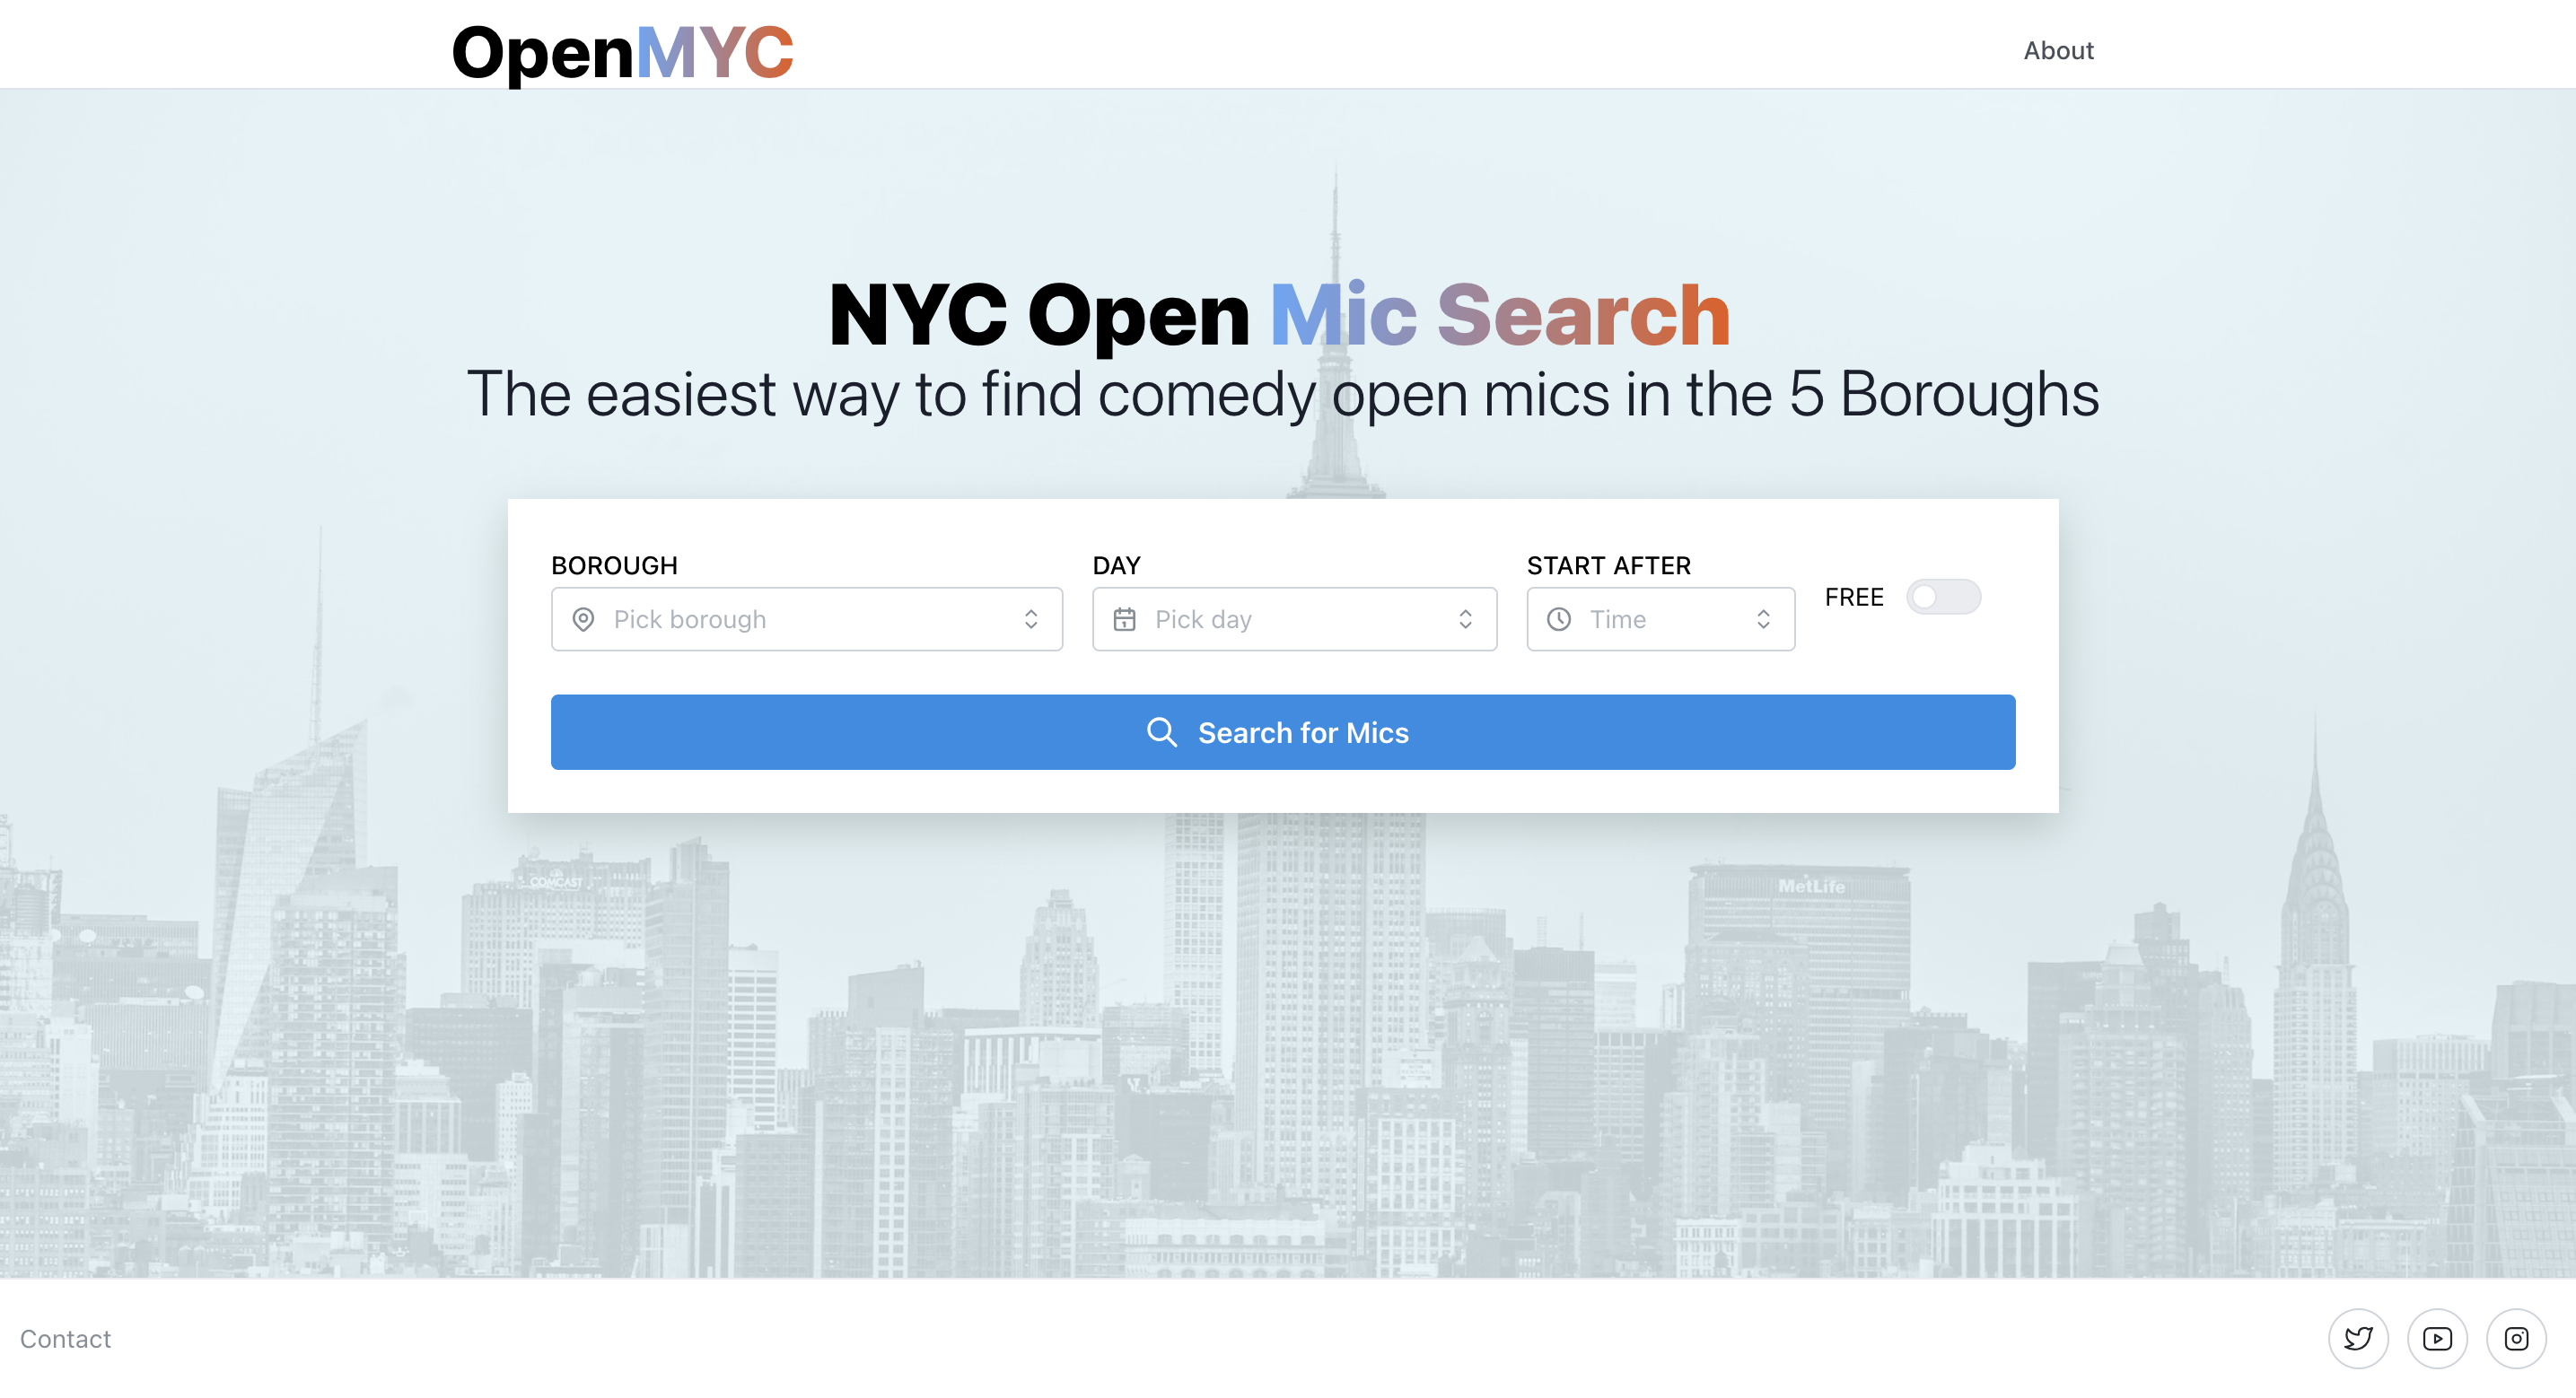 OpenMYC
About
NYC Open Mic Search
The easiest way to find comedy open mics in the 5 Boroughs
BOROUGH
DAY
START AFTER
FREE
Pick borough
Pick day
Time
Search for Mics
COMCAST
MetLife
Contact